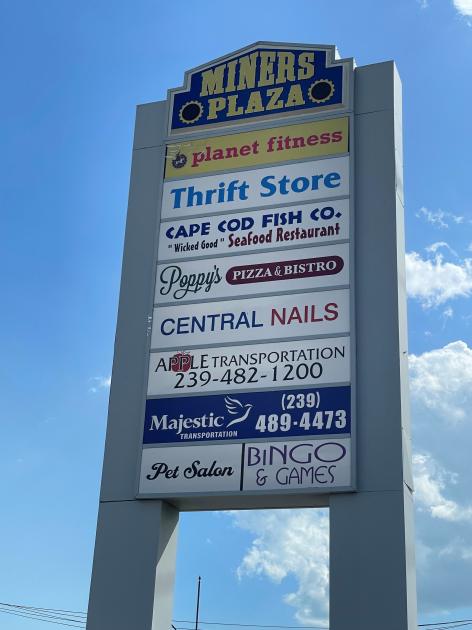 MINERS
PLAZA
planet fitness
Thrift Store
CAPE COD FISH CO.
"Wicked Good" Seafood Restaurant
Poppy's PIZZA & BISTRO
CENTRAL NAILS
APPLE TRANSPORTATION
239-482-1200
Majestic (239)
TRANSPORTATION 489-4473
Pet Salon BINGO
& GAMES